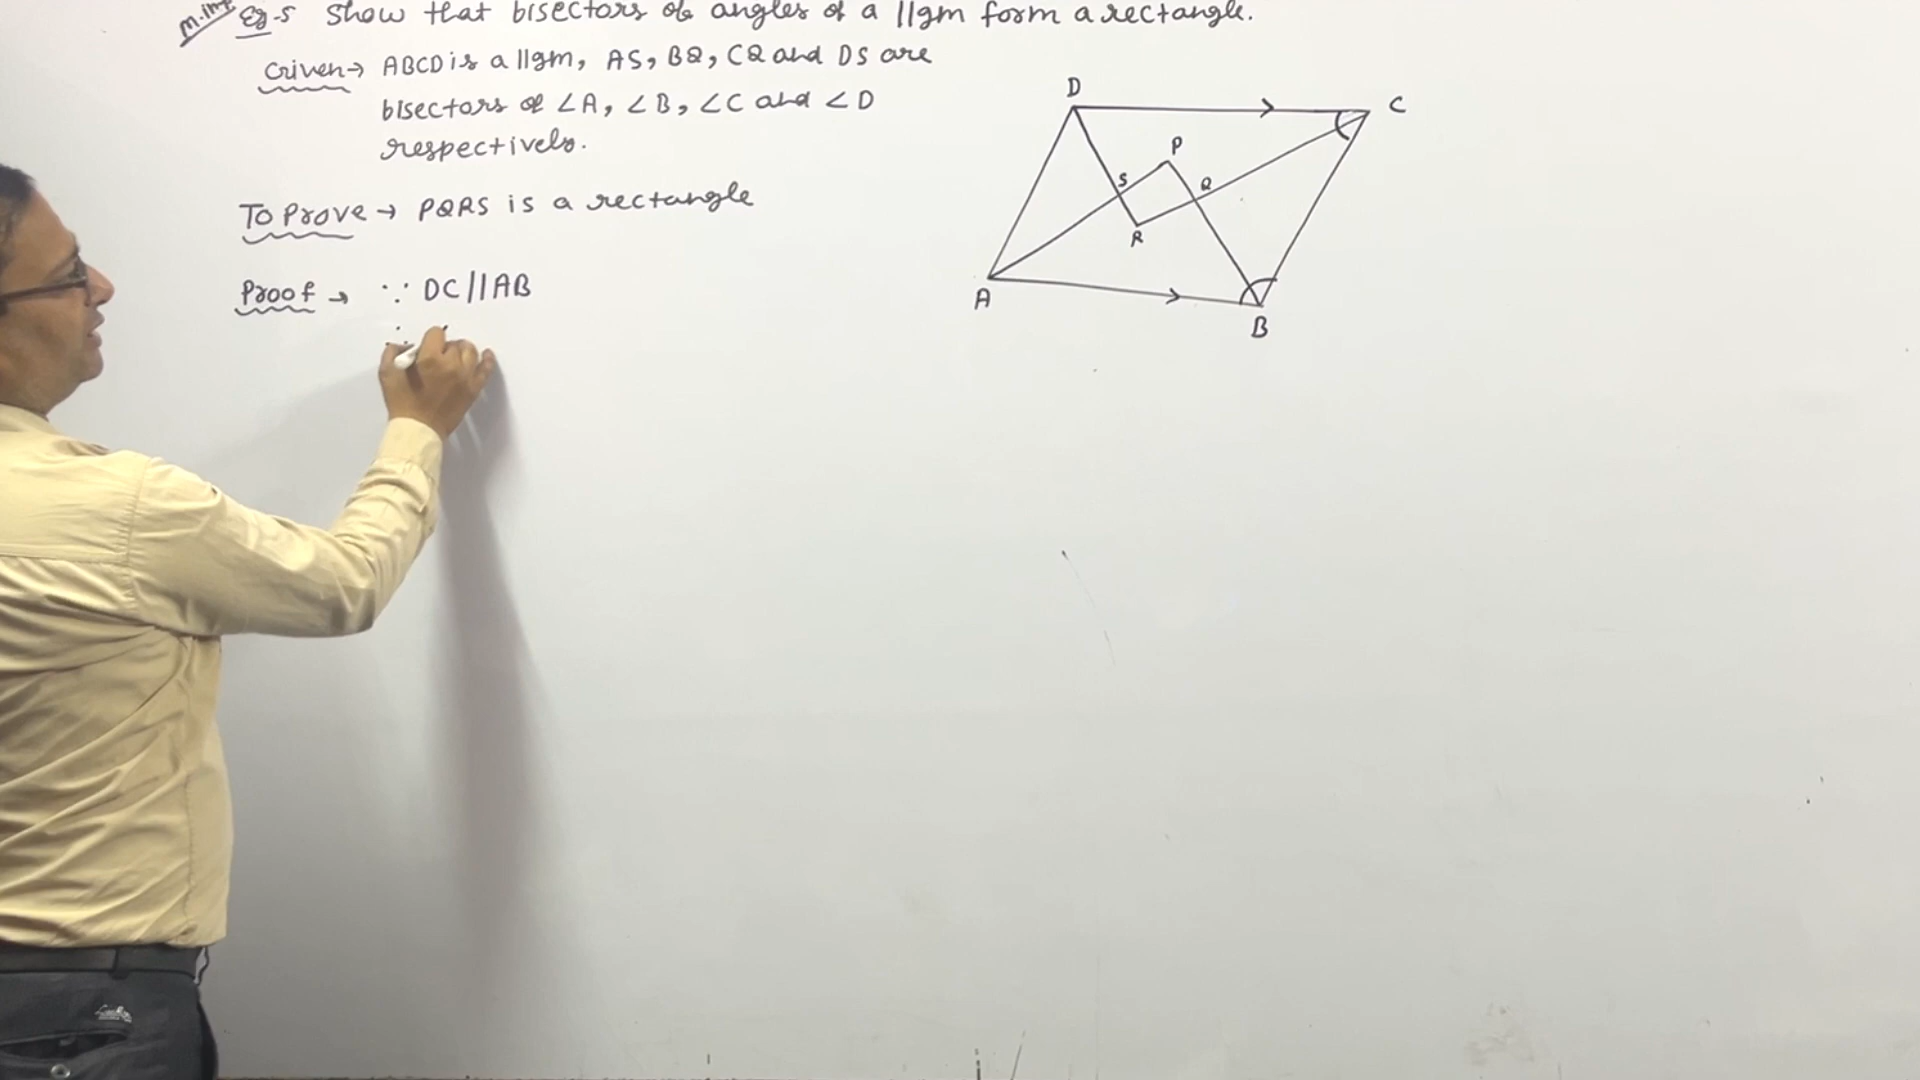 M.imp Eg-5 Show that bisectors of angles of a ||gm form a rectangle.
Given→ ABCD is a ||gm, AS, BQ, CQ and DS are
bisectors of ∠A, ∠B, ∠C and ∠D
respectively.
To Prove→ PQRS is a rectangle
Proof → ∵ DC||AB
∴
D
C
P
S
Q
R
A
B